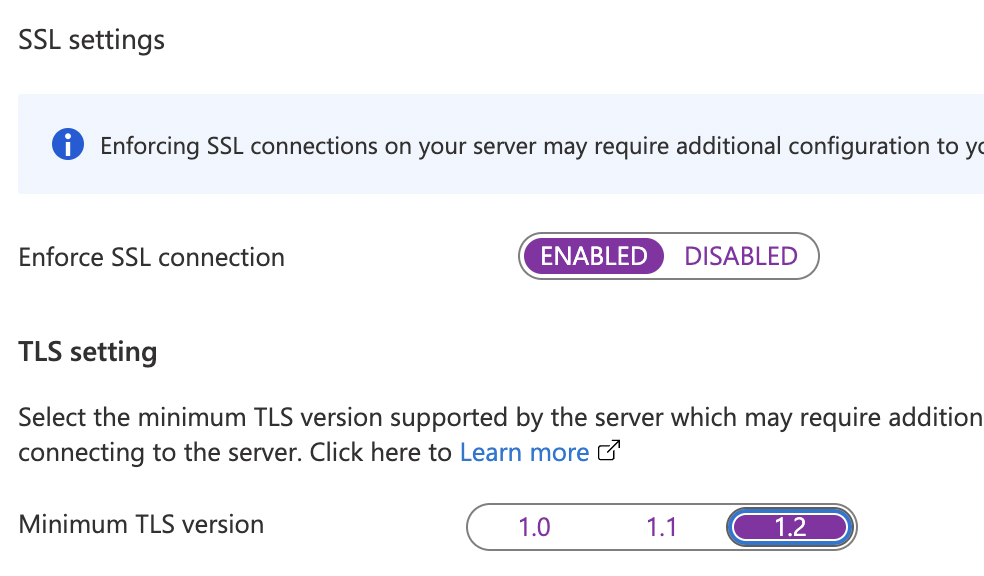 SSL settings
Enforcing SSL connections on your server may require additional configuration to
Enforce SSL connection
ENABLED DISABLED
TLS setting
Select the minimum TLS version supported by the server which may require
connecting to the server. Click here to Learn more
Minimum TLS version
1.0 1.1 1.2